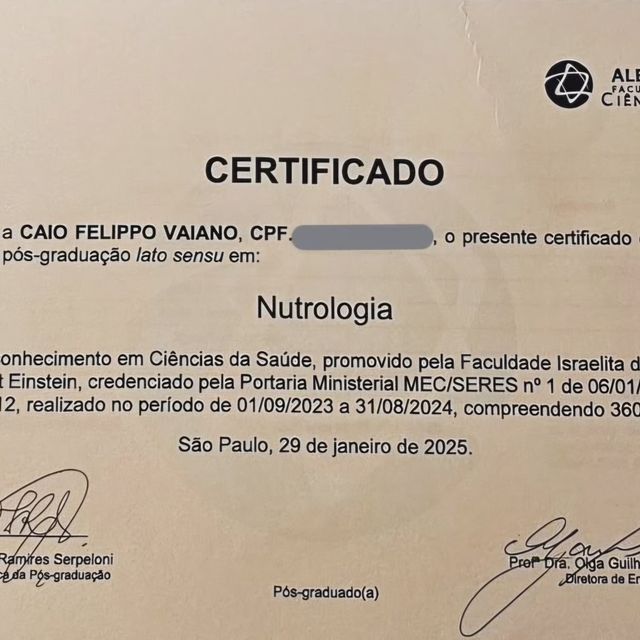 ALBE
FACUL
CIÊN
CERTIFICADO
a CAIO FELIPPO VAIANO, CPF. , o presente certificado
pós-graduação lato sensu em:
Nutrologia
onhecimento em Ciências da Saúde, promovido pela Faculdade Israelita d
t Einstein, credenciado pela Portaria Ministerial MEC/SERES nº 1 de 06/01/
12, realizado no período de 01/09/2023 a 31/08/2024, compreendendo 360
São Paulo, 29 de janeiro de 2025.
Ramires Serpeloni
ca da Pós-graduação
Profª Dra. Olga Guilh
Diretora de En
Pós-graduado(a)